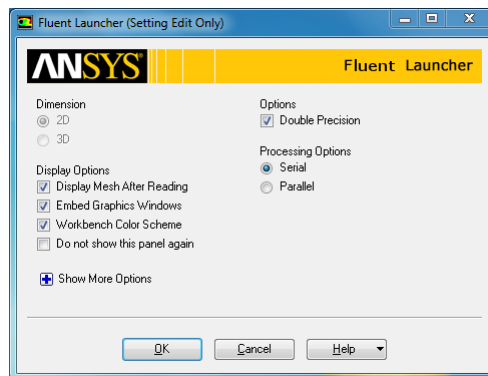 Fluent Launcher (Setting Edit Only)
ANSYS
Fluent Launcher
Dimension
2D
3D
Display Options
Display Mesh After Reading
Embed Graphics Windows
Workbench Color Scheme
Do not show this panel again
Show More Options
Options
Double Precision
Processing Options
Serial
Parallel
OK
Cancel
Help